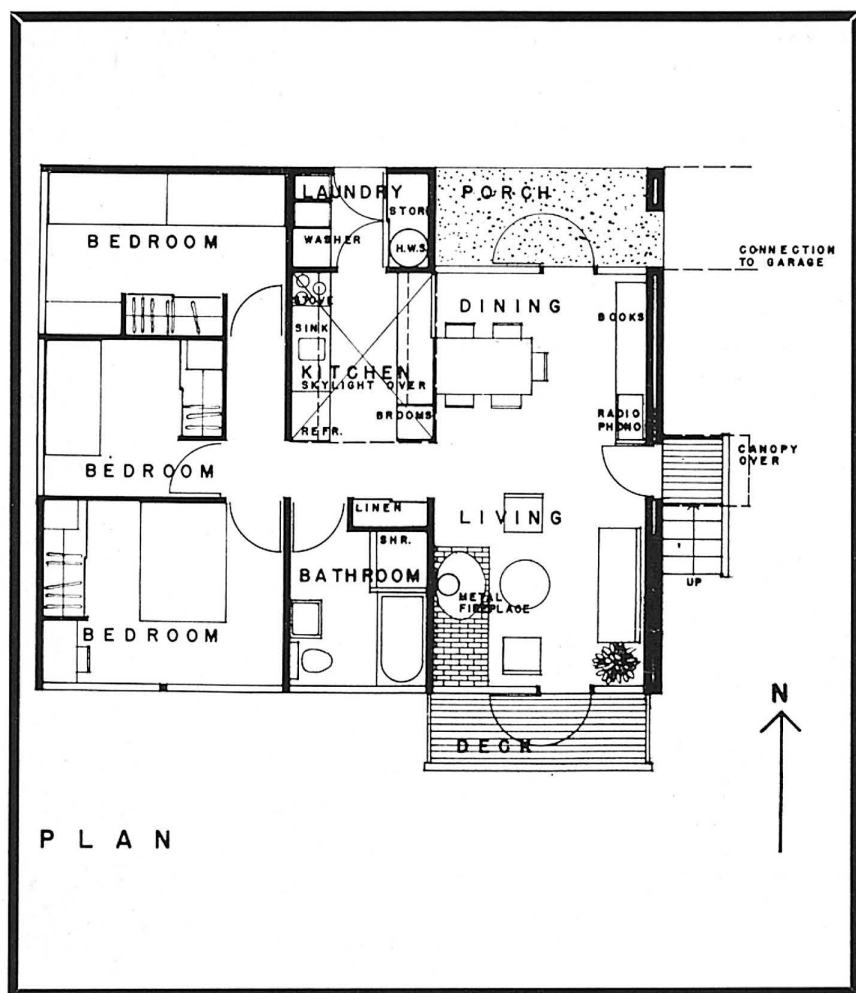 LAUNDRY
PORCH
STOR.
WASHER
H.W.S.
BEDROOM
CONNECTION
TO GARAGE
STOVE
DINING
BOOKS
SINK
KITCHEN
SKYLIGHT OVER
BROOMS
RADIO
PHONO
REFR.
BEDROOM
CANOPY
OVER
LINEN
LIVING
SHR.
BATHROOM
UP
METAL
FIREPLACE
BEDROOM
N
DECK
PLAN